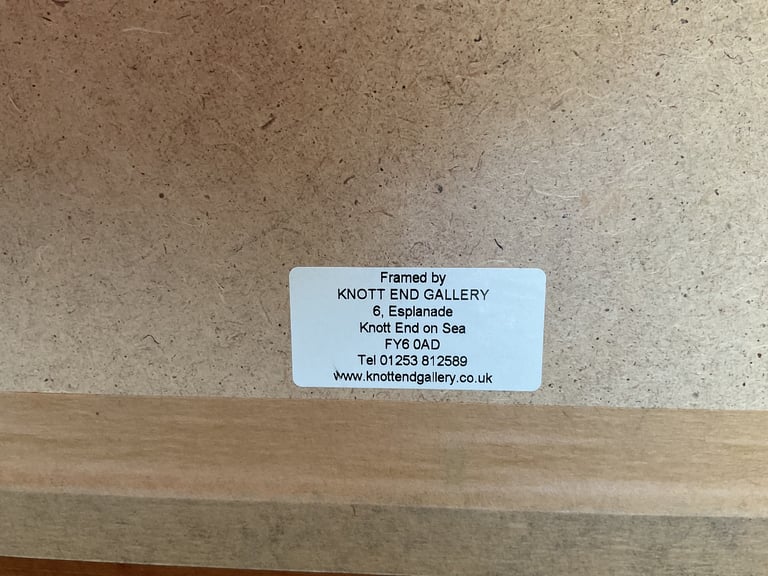 Framed by
KNOTT END GALLERY
6, Esplanade
Knott End on Sea
FY6 0AD
Tel 01253 812589
www.knottendgallery.co.uk